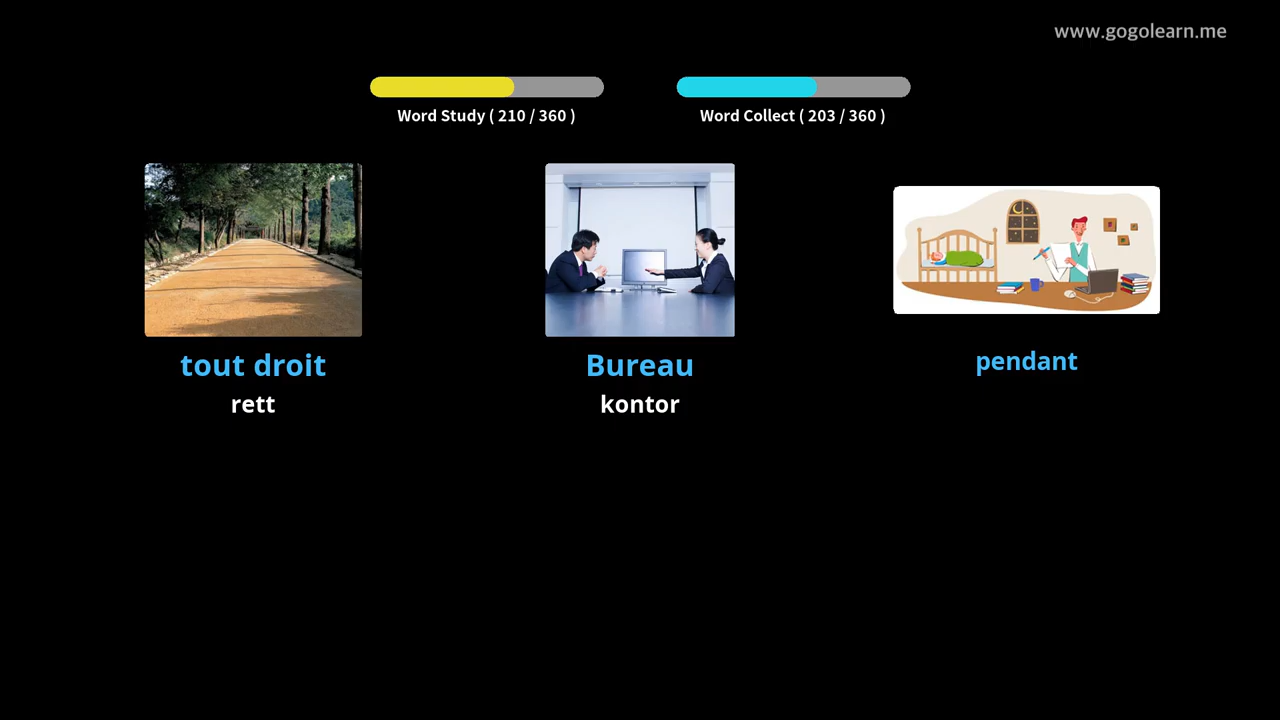 www.gogolearn.me
Word Study ( 210 / 360 )
Word Collect ( 203 / 360 )
tout droit
rett
Bureau
kontor
pendant